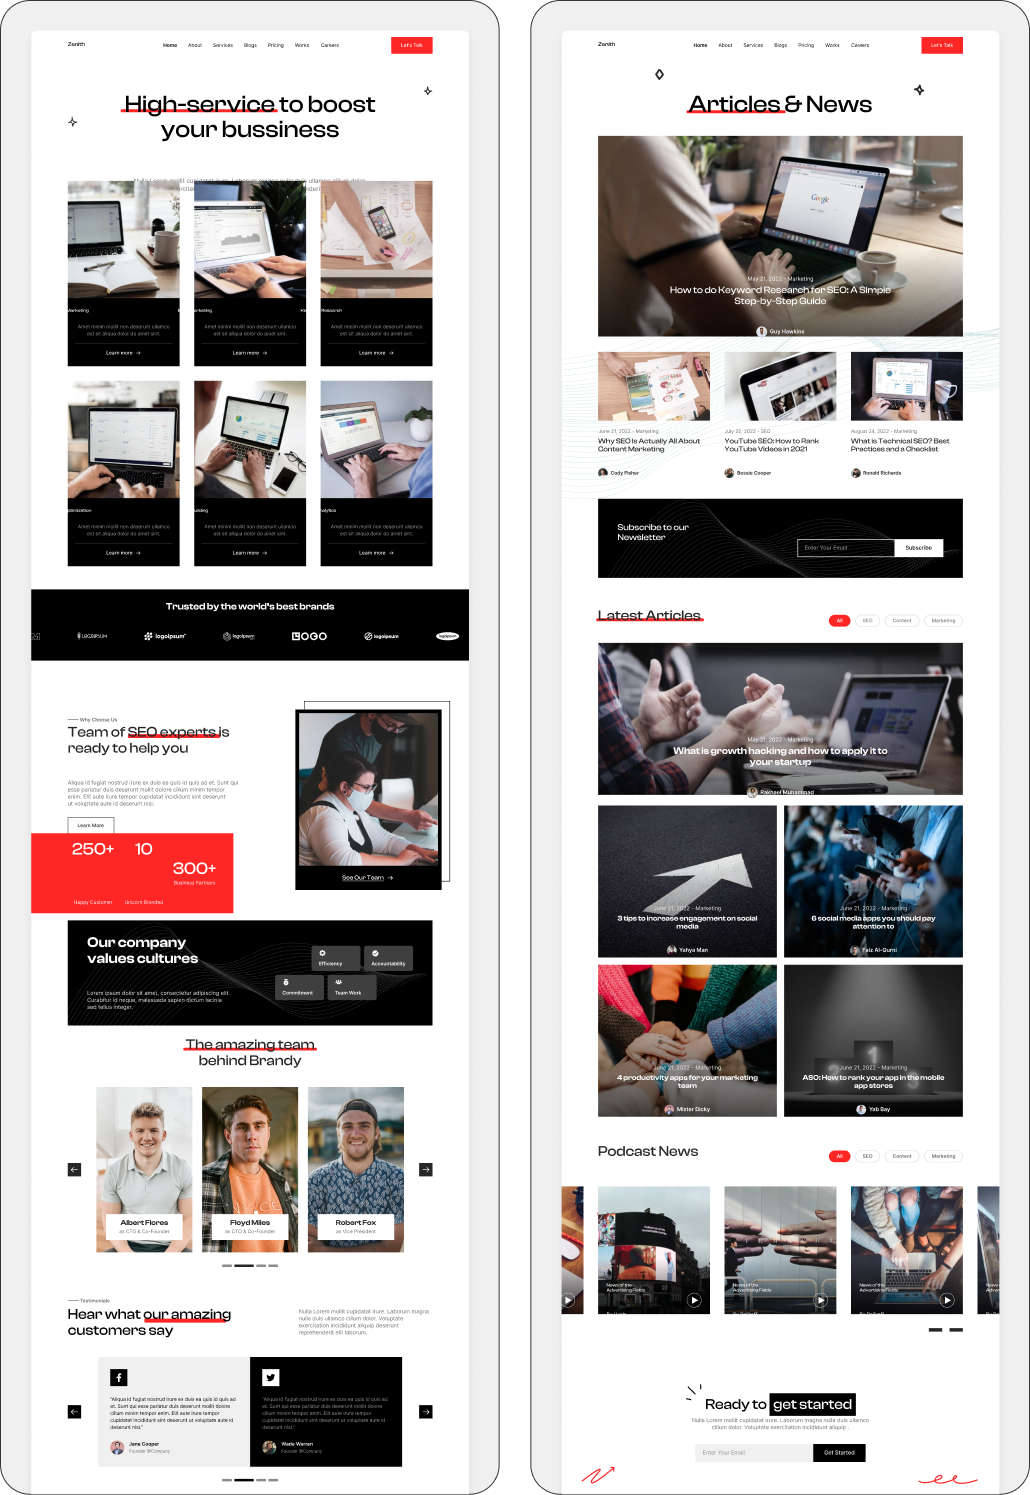 Zenith
Home About Services Blogs Pricing Works Careers
Let's Talk
High-service to boost
your bussiness
Amet minim mollit non deserunt ullamco
est sit aliqua dolor do amet sint.
Learn more →
Amet minim mollit non deserunt ullamco
est sit aliqua dolor do amet sint.
Learn more →
Research
Amet minim mollit non deserunt ullamco
est sit aliqua dolor do amet sint.
Learn more →
Amet minim mollit non deserunt ullamco
est sit aliqua dolor do amet sint.
Learn more →
Amet minim mollit non deserunt ullamco
est sit aliqua dolor do amet sint.
Learn more →
Amet minim mollit non deserunt ullamco
est sit aliqua dolor do amet sint.
Learn more →
Trusted by the world's best brands
LOGOIPSUM logoipsum logoipsum LOGO logoipsum logoipsum
Why Choose Us
Team of SEO experts is
ready to help you
Aliqua id fugiat nostrud irure ex duis ea quis id quis ad et. Sunt qui
esse pariatur duis deserunt mollit dolore cillum minim tempor
enim. Elit aute irure tempor cupidatat incididunt sint deserunt
ut voluptate aute id deserunt nisi.
Learn More
See Our Team →
250+ 10
300+
Business Partners
Happy Customer Unicorn Branded
Our company
values cultures
Lorem ipsum dolor sit amet, consectetur adipiscing elit.
Curabitur id neque, malesuada sapien dictum lacinia
sed tellus integer.
Efficiency Accountability
Commitment Team Work
The amazing team
behind Brandy
Albert Flores
as CTO & Co-Founder
Floyd Miles
as CTO & Co-Founder
Robert Fox
as Vice President
Testimonials
Hear what our amazing
customers say
Nulla Lorem mollit cupidatat irure. Laborum magna
nulla duis ullamco cillum dolor. Voluptate
exercitation incididunt aliquip deserunt
reprehenderit elit laborum.
"Aliqua id fugiat nostrud irure ex duis ea quis id quis ad
et. Sunt qui esse pariatur duis deserunt mollit dolore
cillum minim tempor enim. Elit aute irure tempor
cupidatat incididunt sint deserunt ut voluptate aute id
deserunt nisi."
Jane Cooper
Founder @Company
"Aliqua id fugiat nostrud irure ex duis ea quis id quis ad
et. Sunt qui esse pariatur duis deserunt mollit dolore
cillum minim tempor enim. Elit aute irure tempor
cupidatat incididunt sint deserunt ut voluptate aute id
deserunt nisi."
Wade Warren
Founder @Company
Zenith
Home About Services Blogs Pricing Works Careers
Let's Talk
Articles & News
Google
May 21, 2022 - Marketing
How to do Keyword Research for SEO: A Simple
Step-by-Step Guide
Guy Hawkins
June 21, 2022 - Marketing
Why SEO Is Actually All About
Content Marketing
Cody Fisher
July 22, 2022 - SEO
YouTube SEO: How to Rank
YouTube Videos in 2021
Bessie Cooper
August 24, 2022 - Marketing
What is Technical SEO? Best
Practices and a Checklist
Ronald Richards
Subscribe to our
Newsletter
Enter Your Email
Subscribe
Latest Articles
All SEO Content Marketing
May 21, 2022 - Marketing
What is growth hacking and how to apply it to
your startup
Rakhael Muhammad
June 21, 2022 - Marketing
3 tips to increase engagement on social
media
Yahya Man
June 21, 2022 - Marketing
6 social media apps you should pay
attention to
Faiz Al-Qurni
June 21, 2022 - Marketing
4 productivity apps for your marketing
team
Mister Dicky
June 21, 2022 - Marketing
ASO: How to rank your app in the mobile
app stores
Yab Bay
Podcast News
All SEO Content Marketing
News of the
Advertising Fields
News of the
Advertising Fields
News of the
Advertising Fields
Ready to get started
Nulla Lorem mollit cupidatat irure. Laborum magna nulla duis ullamco
cillum dolor. Voluptate exercitation incididunt aliquip .
Enter Your Email
Get Started